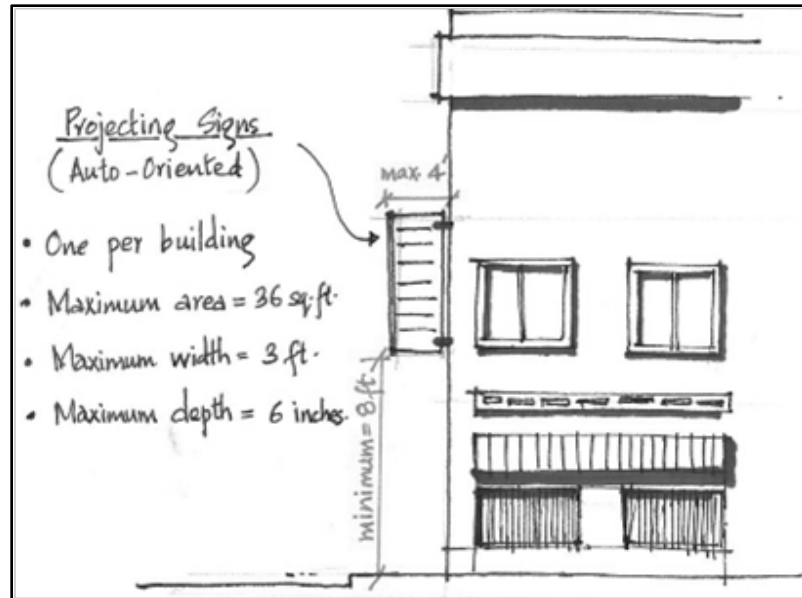 Projecting Signs
(Auto-Oriented)
• One per building
• Maximum area = 36 sq.ft.
• Maximum width = 3 ft.
• Maximum depth = 6 inches.
max. 4'
minimum = 8 ft.